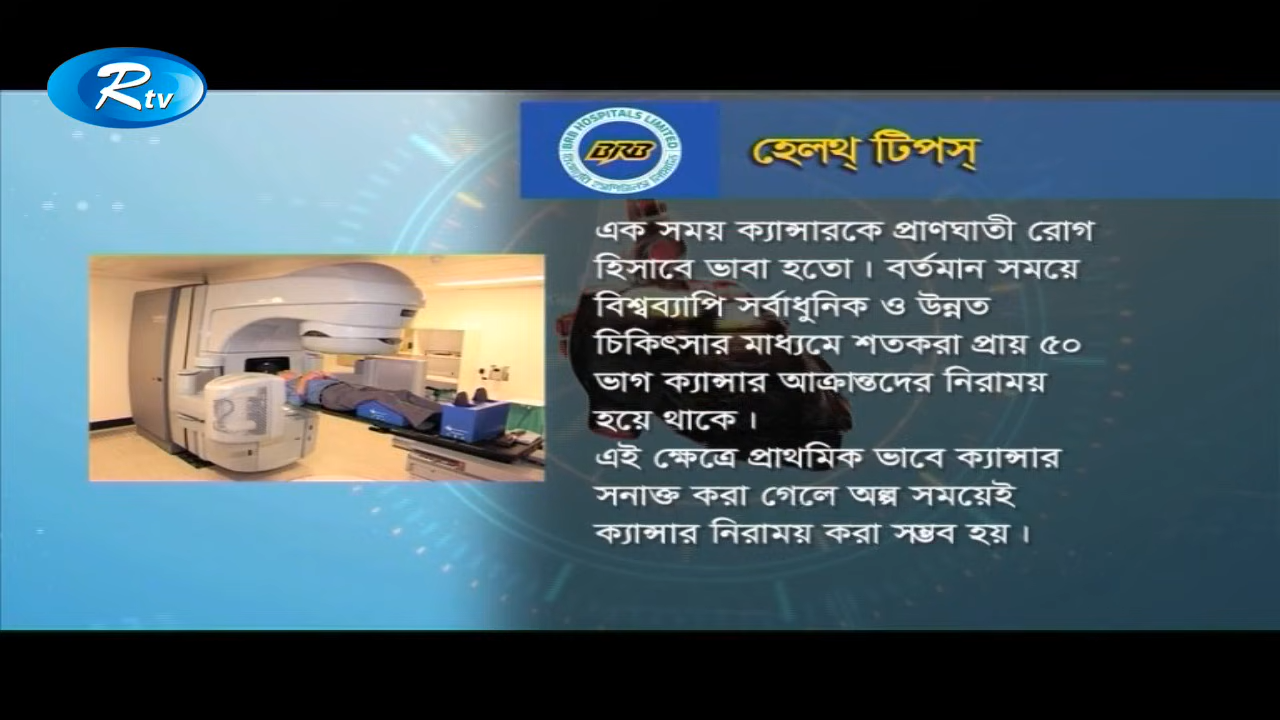 Rtv
BRB HOSPITALS LIMITED
BRB
হেলথ্ টিপস্
এক সময় ক্যান্সারকে প্রাণঘাতী রোগ
হিসাবে ভাবা হতো। বর্তমান সময়ে
বিশ্বব্যাপি সর্বাধুনিক ও উন্নত
চিকিৎসার মাধ্যমে শতকরা প্রায় ৫০
ভাগ ক্যান্সার আক্রান্তদের নিরাময়
হয়ে থাকে।
এই ক্ষেত্রে প্রাথমিক ভাবে ক্যান্সার
সনাক্ত করা গেলে অল্প সময়েই
ক্যান্সার নিরাময় করা সম্ভব হয়।